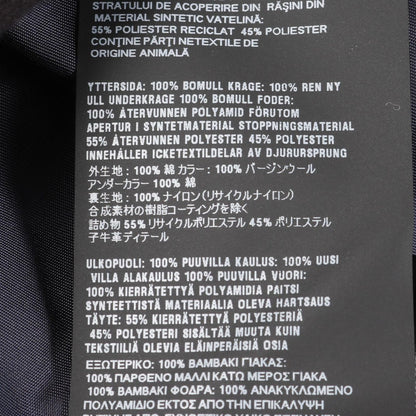 STRATULUI DE ACOPERIRE DIN RĂȘINI DIN
MATERIAL SINTETIC VATELINĂ:
55% POLIESTER RECICLAT 45% POLIESTER
CONȚINE PĂRȚI NETEXTILE DE
ORIGINE ANIMALĂ
YTTERSIDA: 100% BOMULL KRAGE: 100% REN NY
ULL UNDERKRAGE 100% BOMULL FODER:
100% ÅTERVUNNEN POLYAMID FÖRUTOM
APERTUR I SYNTETMATERIAL STOPPNINGSMATERIAL
55% ÅTERVUNNEN POLYESTER 45% POLYESTER
INNEHÅLLER ICKETEXTILDELAR AV DJURURSPRUNG
外生地：100% 綿 カラー：100% バージンウール
アンダーカラー 100% 綿
裏生地：100% ナイロン（リサイクルナイロン）
合成素材の樹脂コーティングを除く
詰め物 55% リサイクルポリエステル 45% ポリエステル
子牛革ディテール
ULKOPUOLI: 100% PUUVILLA KAULUS: 100% UUSI
VILLA ALAKAULUS 100% PUUVILLA VUORI:
100% KIERRÄTETTYÄ POLYAMIDIA PAITSI
SYNTEETTISTÄ MATERIAALIA OLEVA HARTSAUS
TÄYTE: 55% KIERRÄTETTYÄ POLYESTERIÄ
45% POLYESTERI SISÄLTÄÄ MUUTA KUIN
TEKSTIILIÄ OLEVIA ELÄINPERÄISIÄ OSIA
ΕΞΩΤΕΡΙΚΟ: 100% ΒΑΜΒΑΚΙ ΓΙΑΚΑΣ:
100% ΠΑΡΘΕΝΟ ΜΑΛΛΙ ΚΑΤΩ ΜΕΡΟΣ ΓΙΑΚΑ
100% ΒΑΜΒΑΚΙ ΦΟΔΡΑ: 100% ΑΝΑΚΥΚΛΩΜΕΝΟ
ΠΟΛΥΑΜΙΔΙΟ ΕΚΤΟΣ ΑΠΟ ΤΗΝ ΕΠΙΚΑΛΥΨΗ